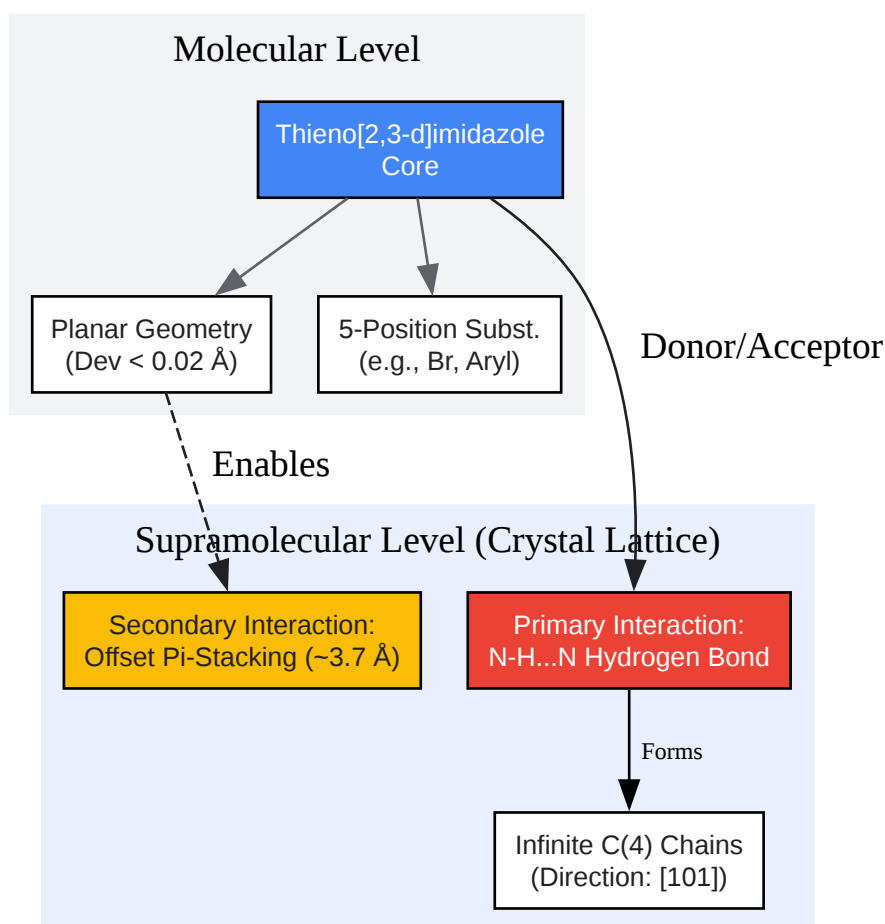 Molecular Level
Thieno[2,3-d]imidazole
Core
Planar Geometry
(Dev < 0.02 Å)
5-Position Subst.
(e.g., Br, Aryl)
Donor/Acceptor
Enables
Supramolecular Level (Crystal Lattice)
Secondary Interaction:
Offset Pi-Stacking (~3.7 Å)
Primary Interaction:
N-H...N Hydrogen Bond
Forms
Infinite C(4) Chains
(Direction: [101])